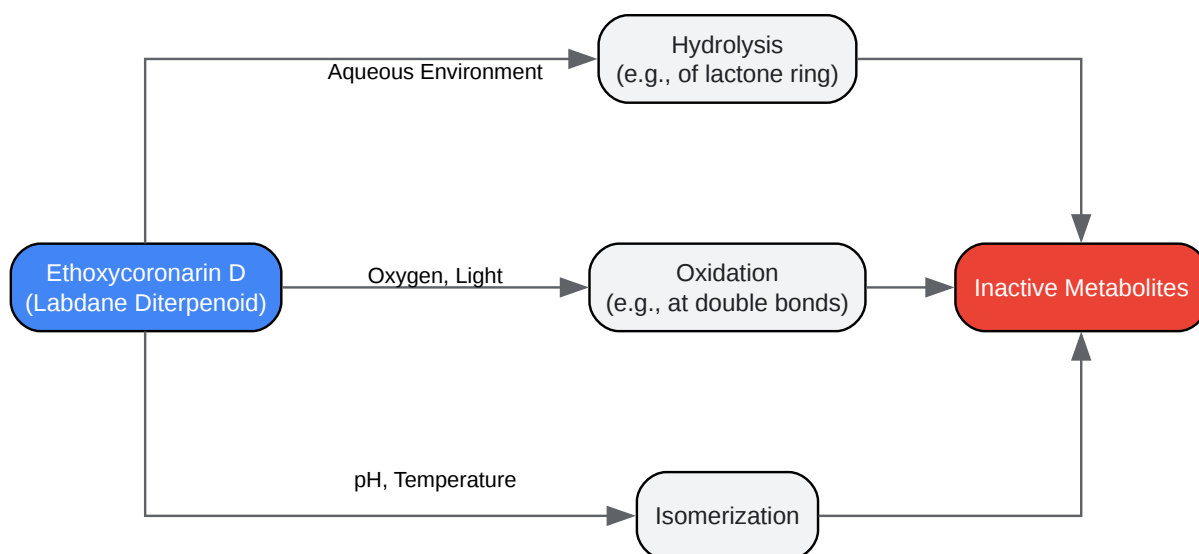 Hydrolysis
(e.g., of lactone ring)
Aqueous Environment
Ethoxycoronarin D
(Labdane Diterpenoid)
Oxygen, Light
Oxidation
(e.g., at double bonds)
Inactive Metabolites
pH, Temperature
Isomerization